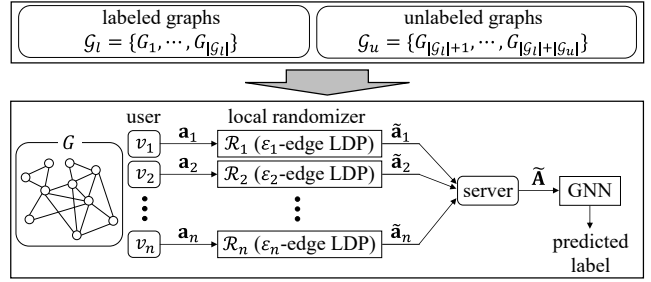 labeled graphs
𝒢_l = {G_1, ⋯, G_{|𝒢_l|}}
unlabeled graphs
𝒢_u = {G_{|𝒢_l|+1}, ⋯, G_{|𝒢_l|+|𝒢_u|}}
user
local randomizer
G
v_1
a_1
ℛ_1 (ε_1-edge LDP)
ã_1
v_2
a_2
ℛ_2 (ε_2-edge LDP)
ã_2
v_n
a_n
ℛ_n (ε_n-edge LDP)
ã_n
server
Ã
GNN
predicted
label